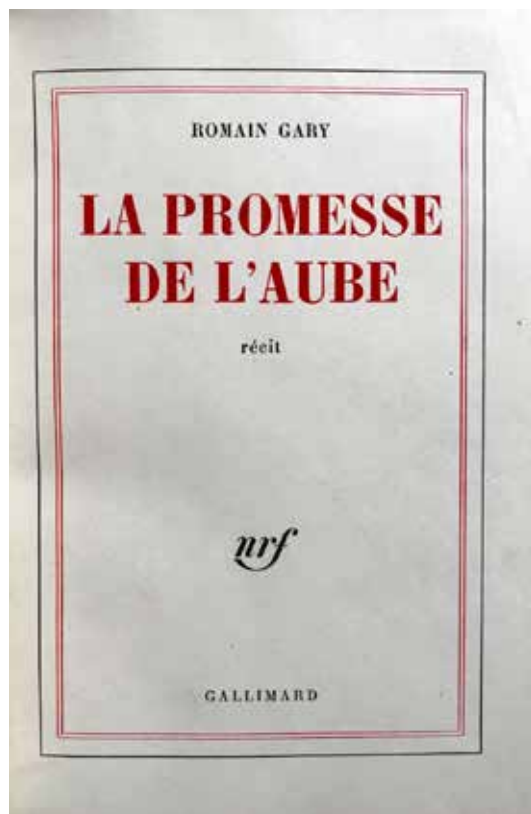 ROMAIN GARY
LA PROMESSE
DE L'AUBE
récit
nrf
GALLIMARD